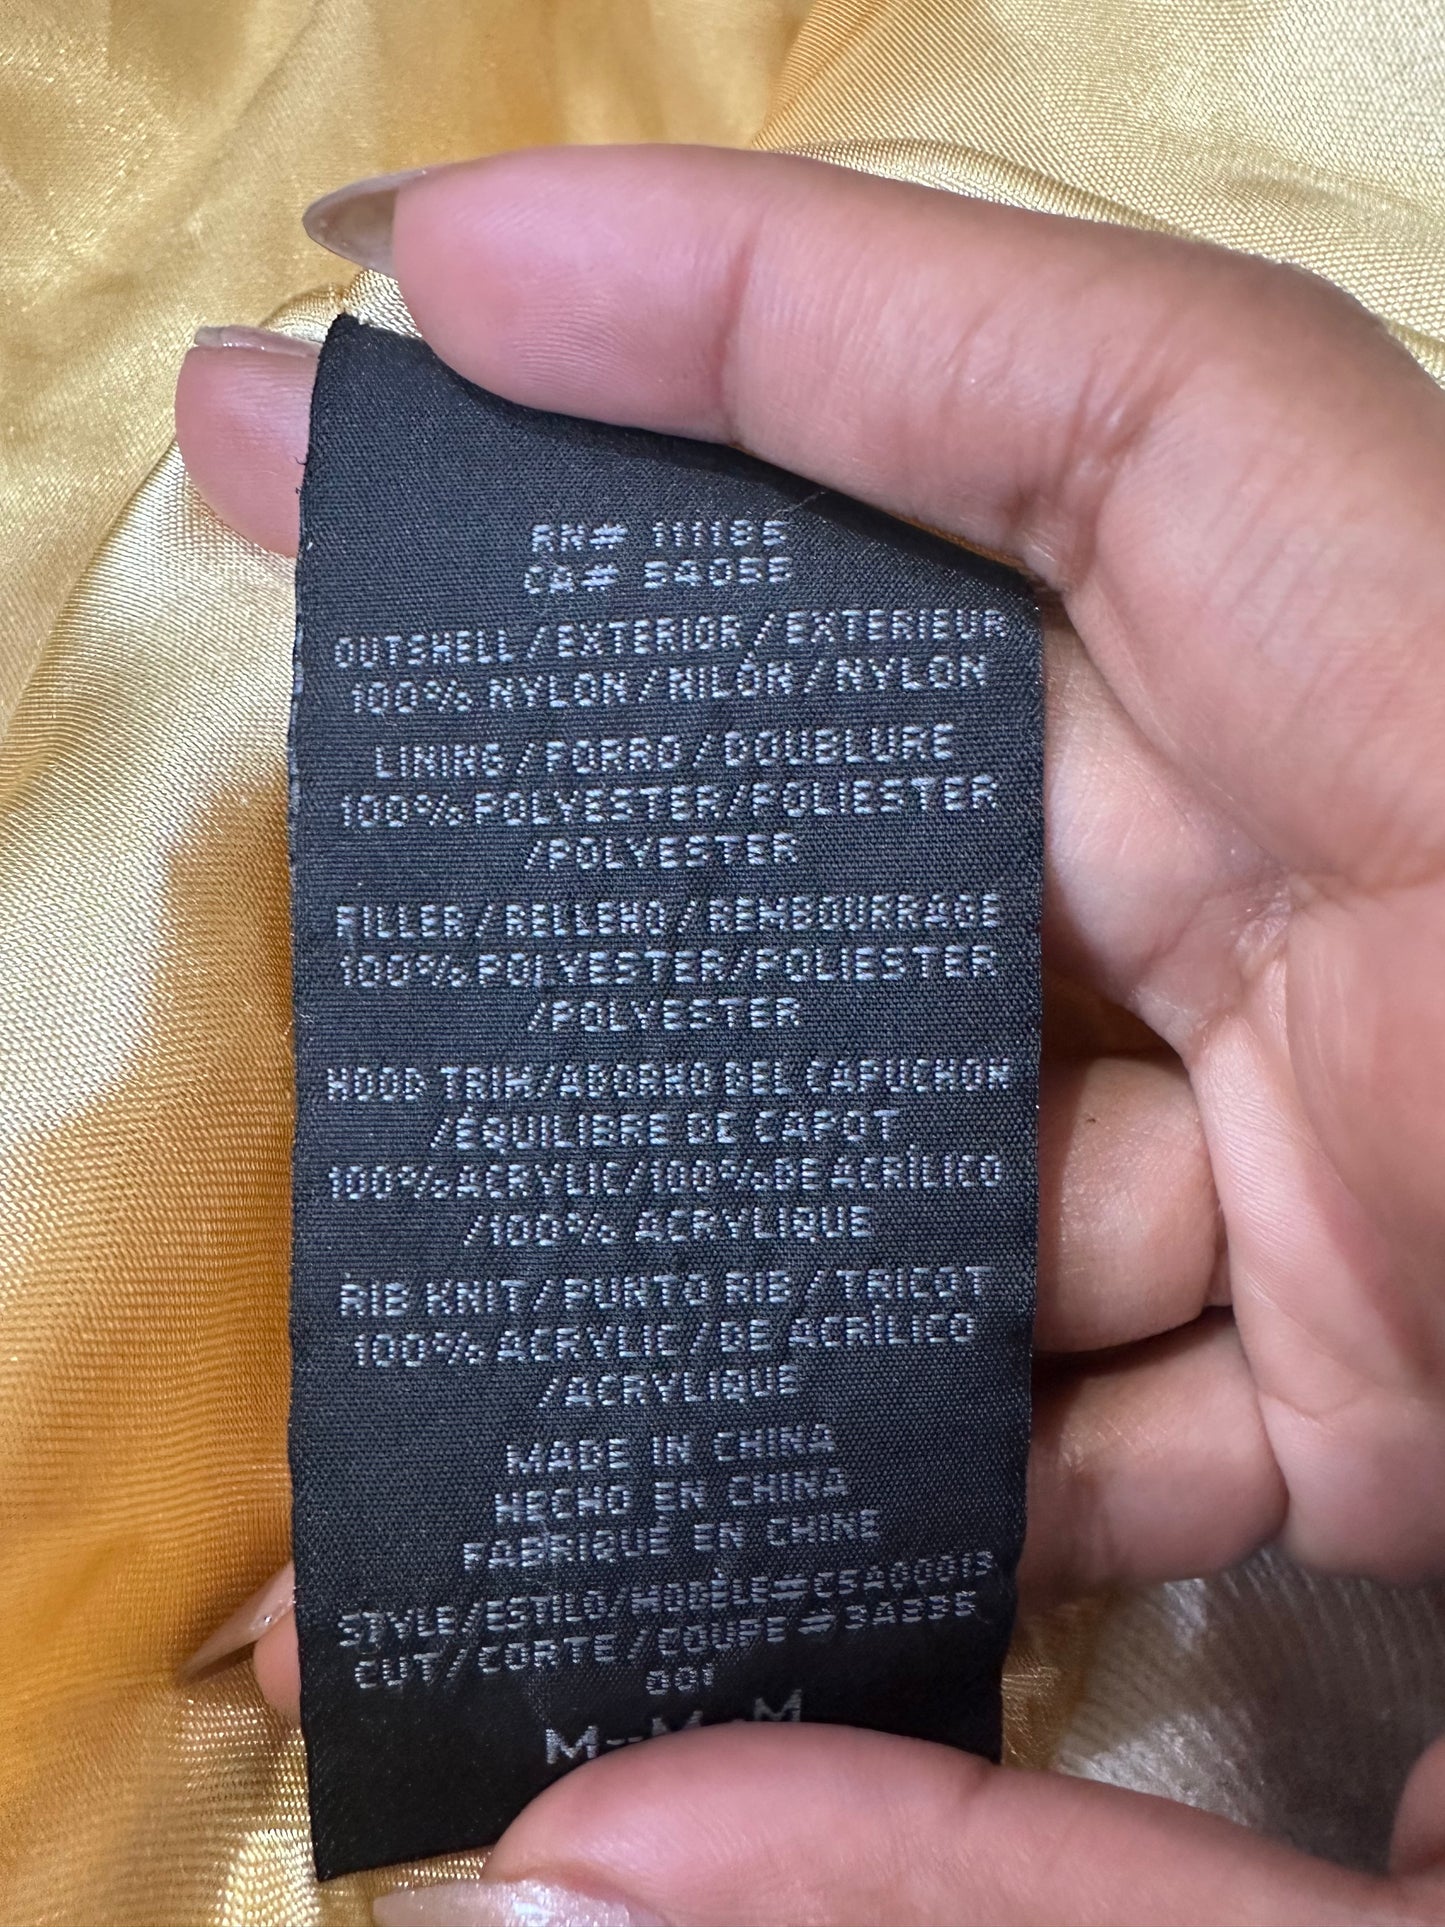 RN# 111185
CA# 54055
OUTSHELL/EXTERIOR/EXTERIEUR
100% NYLON/NILÓN/NYLON
LINING/FORRO/DOUBLURE
100% POLYESTER/POLIESTER
/POLYESTER
FILLER/RELLENO/REMBOURRAGE
100% POLYESTER/POLIESTER
/POLYESTER
HOOD TRIM/ADORNO DEL CAPUCHON
/ÉQUILIBRE DE CAPOT
100% ACRYLIC/100% DE ACRÍLICO
/100% ACRYLIQUE
RIB KNIT/PUNTO RIB/TRICOT
100% ACRYLIC/DE ACRÍLICO
/ACRYLIQUE
MADE IN CHINA
HECHO EN CHINA
FABRIQUÉ EN CHINE
STYLE/ESTILO/MODÈLE#
CUT/CORTE/COUPE #
001
M-M-M